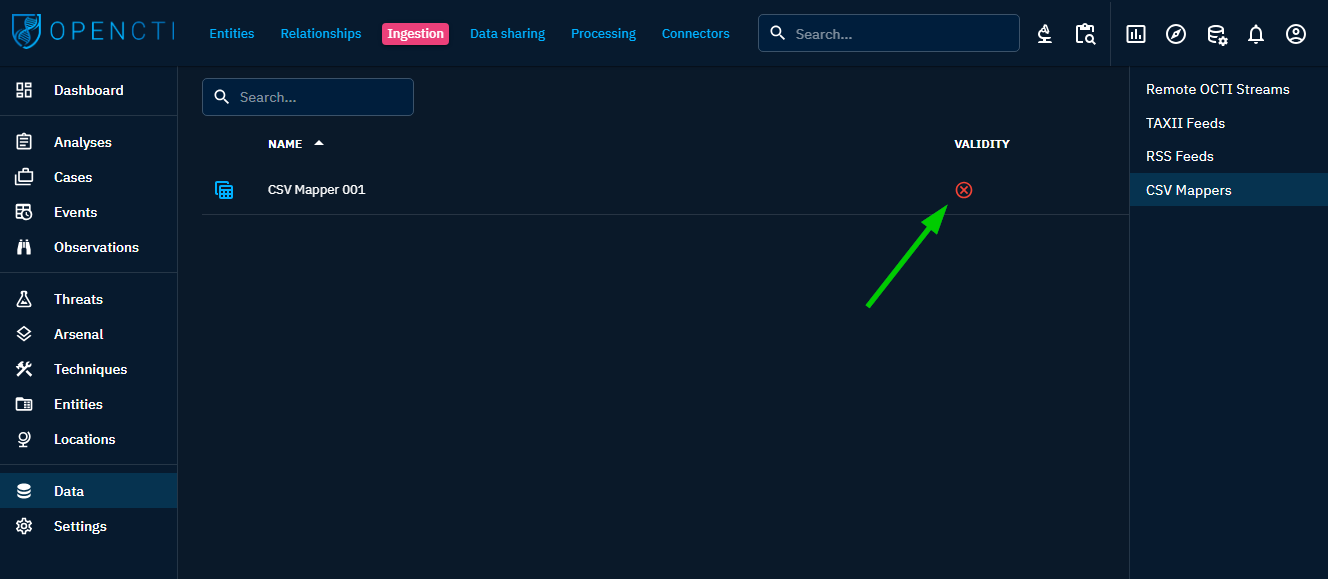 OPENCTI
Entities Relationships Ingestion Data sharing Processing Connectors Search...
Dashboard
Analyses
Cases
Events
Observations
Threats
Arsenal
Techniques
Entities
Locations
Data
Settings
Search...
NAME VALIDITY
CSV Mapper 001
Remote OCTI Streams
TAXII Feeds
RSS Feeds
CSV Mappers